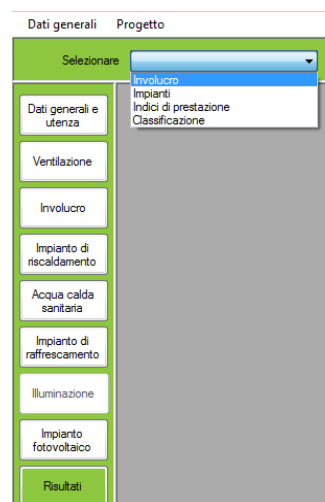 Dati generali Progetto
Selezionare
Involucro
Impianti
Indici di prestazione
Classificazione
Dati generali e
utenza
Ventilazione
Involucro
Impianto di
riscaldamento
Acqua calda
sanitaria
Impianto di
raffrescamento
Illuminazione
Impianto
fotovoltaico
Risultati